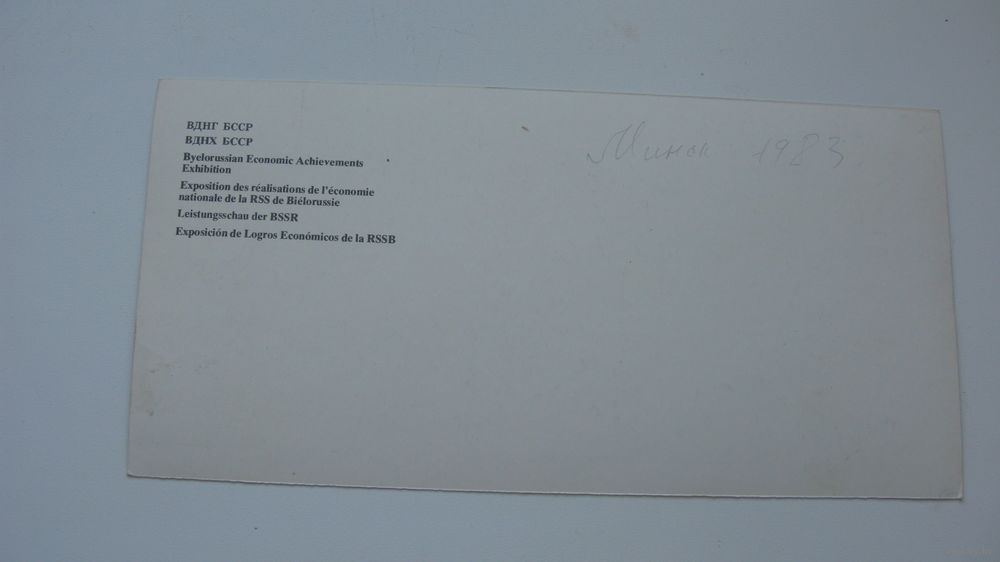 ВДНГ БССР
ВДНХ БССР
Byelorussian Economic Achievements
Exhibition
Exposition des réalisations de l'économie
nationale de la RSS de Biélorussie
Leistungsschau der BSSR
Exposición de Logros Económicos de la RSSB
Минск 1983